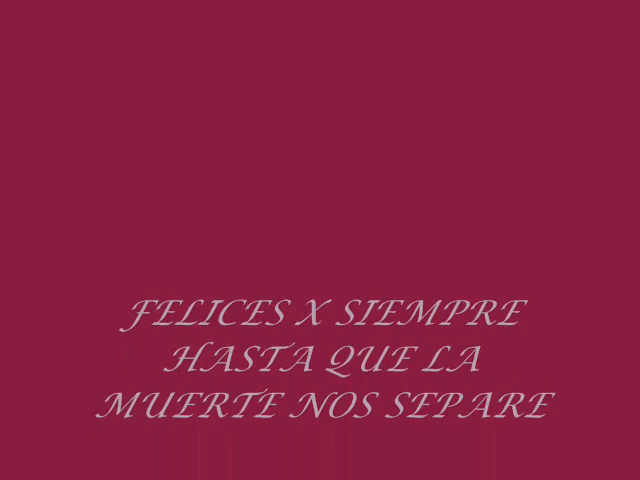 FELICES X SIEMPRE
HASTA QUE LA
MUERTE NOS SEPARE